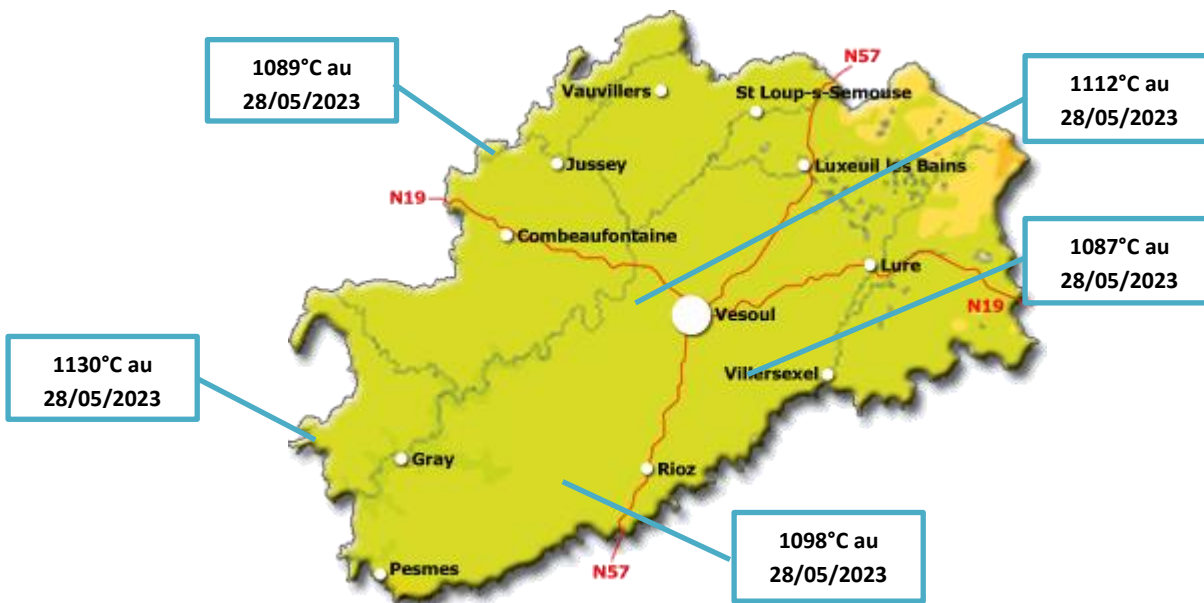 1089°C au
28/05/2023
N57
1112°C au
28/05/2023
Vauvillers
St Loup-s-Semouse
Jussey
Luxeuil les Bains
N19
Combeaufontaine
Lure
1087°C au
28/05/2023
N19
Vesoul
1130°C au
28/05/2023
Villersexel
Gray
Rioz
1098°C au
28/05/2023
N57
Pesmes